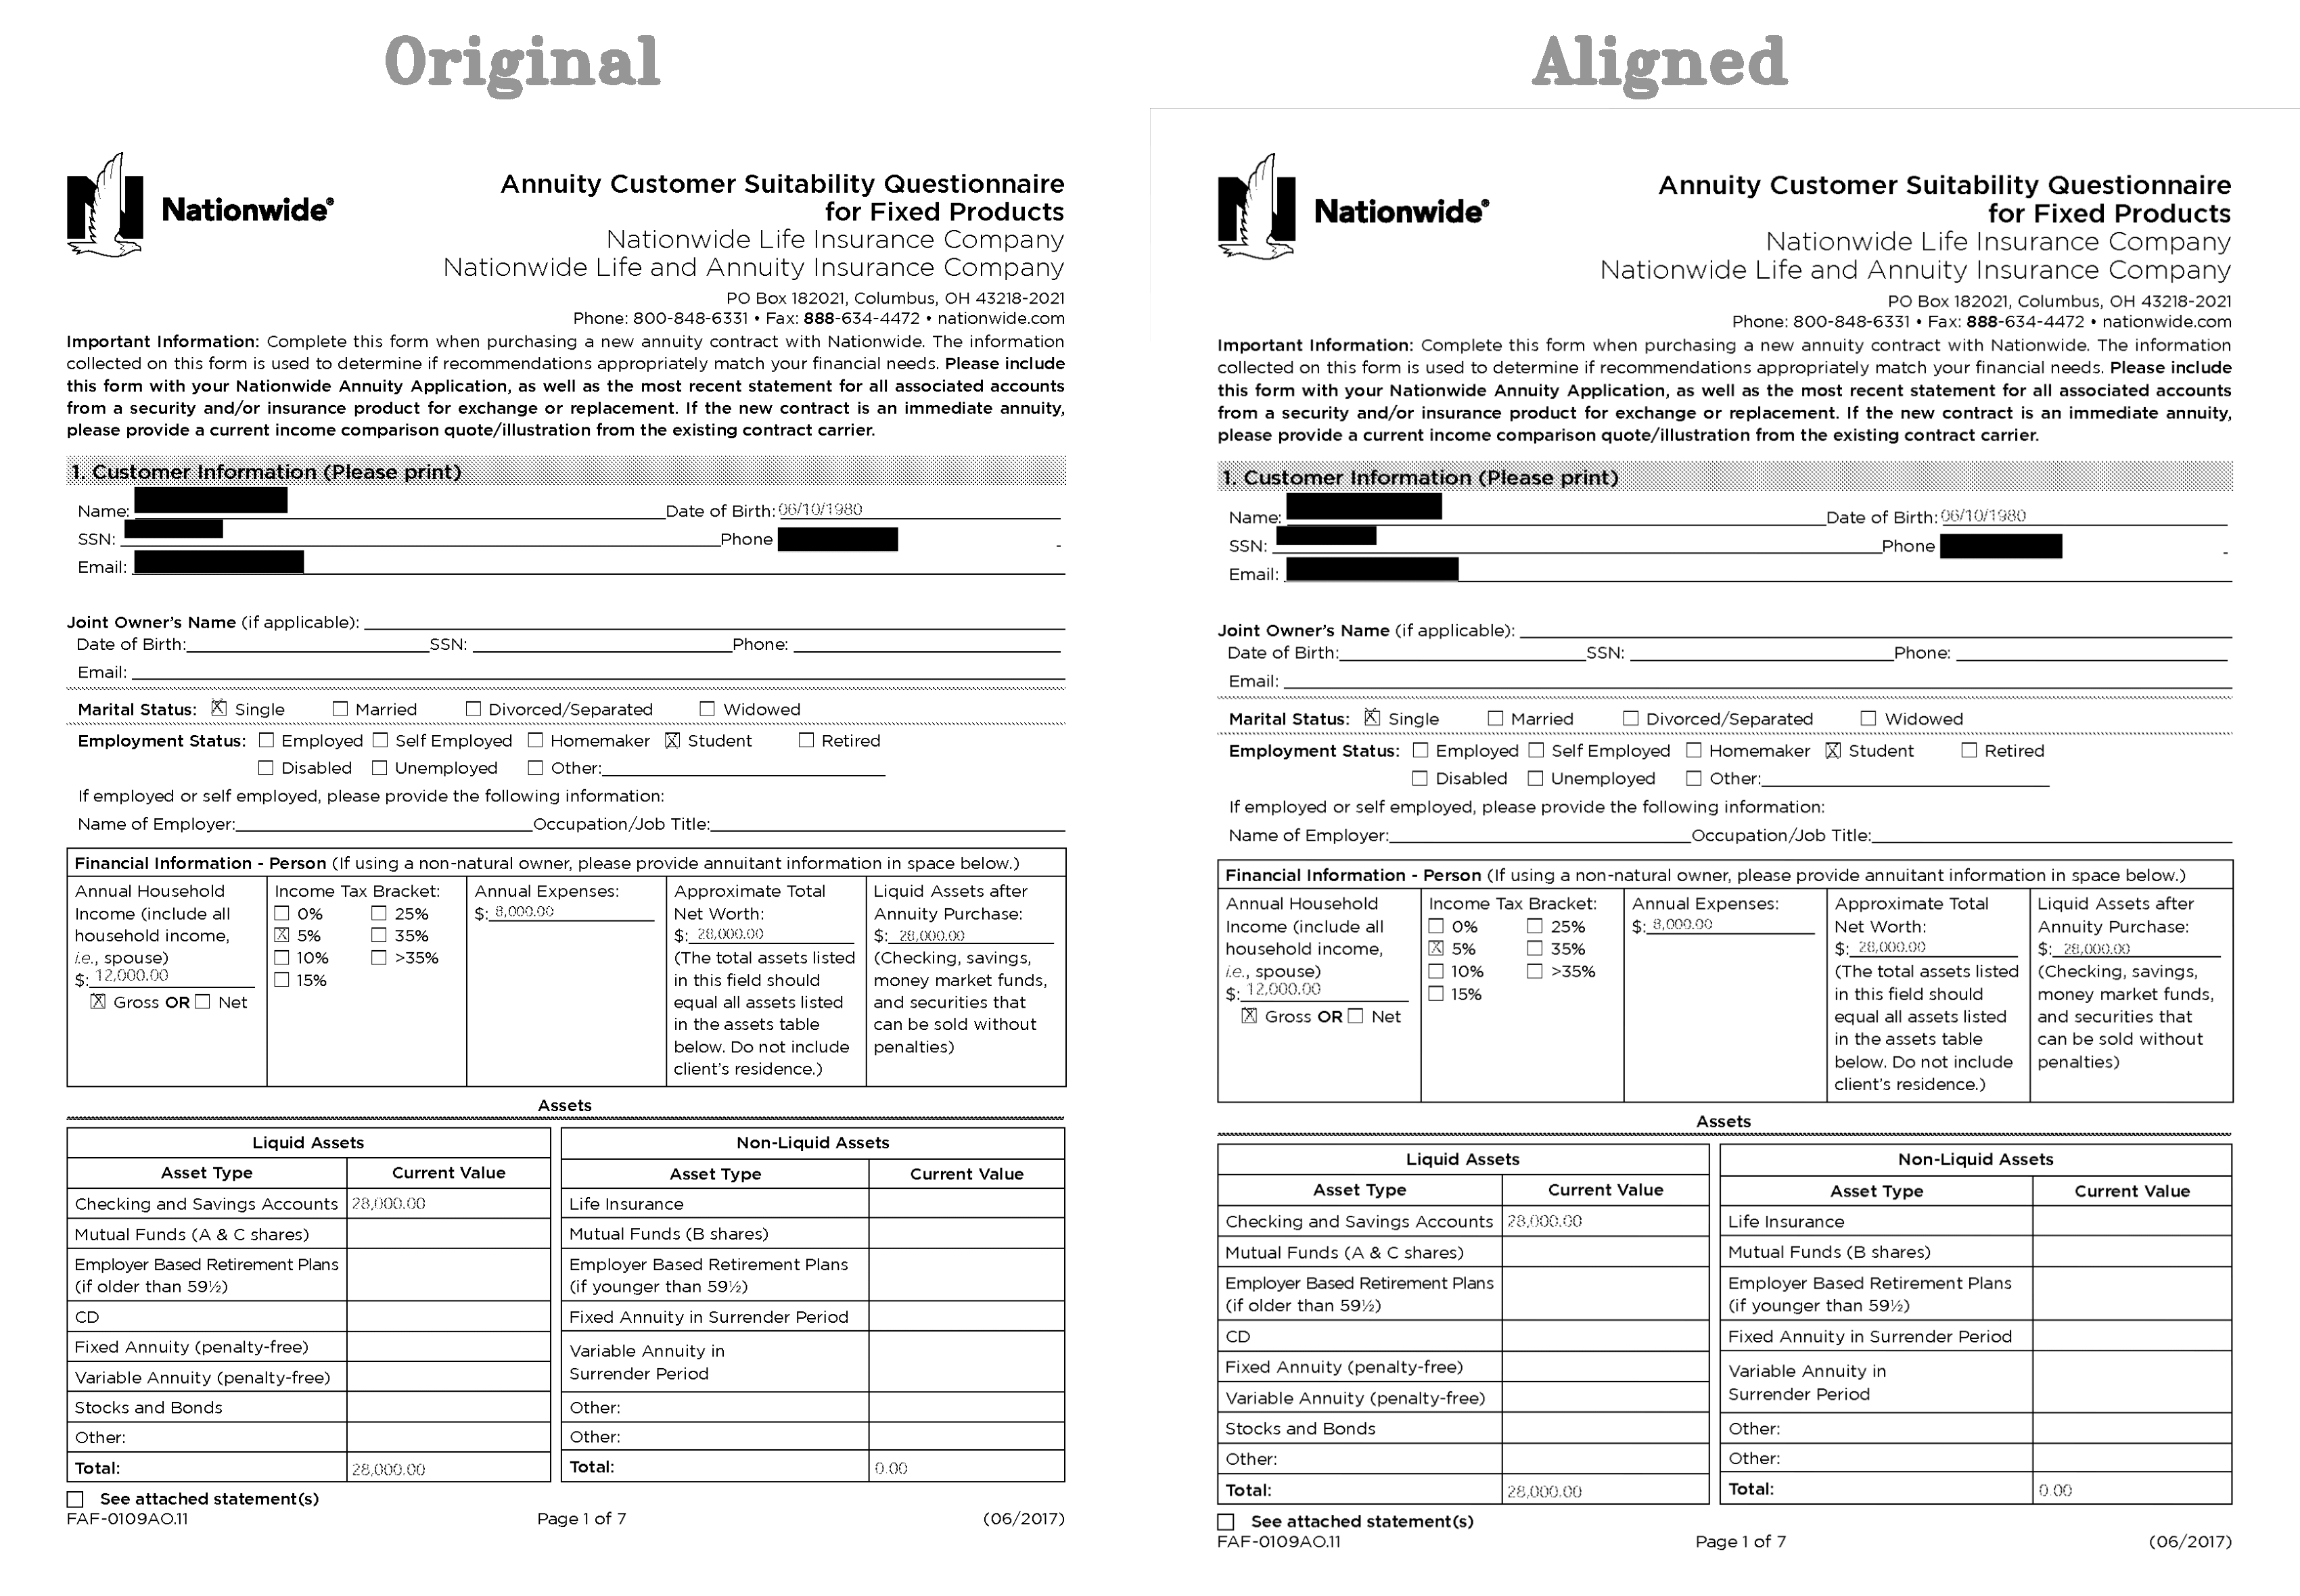 Original
Nationwide®
Annuity Customer Suitability Questionnaire
for Fixed Products
Nationwide Life Insurance Company
Nationwide Life and Annuity Insurance Company
PO Box 182021, Columbus, OH 43218-2021
Phone: 800-848-6331 • Fax: 888-634-4472 • nationwide.com
Important Information: Complete this form when purchasing a new annuity contract with Nationwide. The information
collected on this form is used to determine if recommendations appropriately match your financial needs. Please include
this form with your Nationwide Annuity Application, as well as the most recent statement for all associated accounts
from a security and/or insurance product for exchange or replacement. If the new contract is an immediate annuity,
please provide a current income comparison quote/illustration from the existing contract carrier.
1. Customer Information (Please print)
Name: Date of Birth: 06/10/1980
SSN: Phone -
Email:
Joint Owner's Name (if applicable):
Date of Birth: SSN: Phone:
Email:
Marital Status: X Single Married Divorced/Separated Widowed
Employment Status: Employed Self Employed Homemaker X Student Retired
Disabled Unemployed Other:
If employed or self employed, please provide the following information:
Name of Employer: Occupation/Job Title:
Financial Information - Person (If using a non-natural owner, please provide annuitant information in space below.)
Annual Household
Income (include all
household income,
i.e., spouse)
$: 12,000.00
X Gross OR Net
Income Tax Bracket:
0% 25%
X 5% 35%
10% >35%
15%
Annual Expenses:
$: 8,000.00
Approximate Total
Net Worth:
$: 28,000.00
(The total assets listed
in this field should
equal all assets listed
in the assets table
below. Do not include
client's residence.)
Liquid Assets after
Annuity Purchase:
$: 28,000.00
(Checking, savings,
money market funds,
and securities that
can be sold without
penalties)
Assets
Liquid Assets
Asset Type Current Value
Checking and Savings Accounts 28,000.00
Mutual Funds (A & C shares)
Employer Based Retirement Plans
(if older than 59½)
CD
Fixed Annuity (penalty-free)
Variable Annuity (penalty-free)
Stocks and Bonds
Other:
Total: 28,000.00
Non-Liquid Assets
Asset Type Current Value
Life Insurance
Mutual Funds (B shares)
Employer Based Retirement Plans
(if younger than 59½)
Fixed Annuity in Surrender Period
Variable Annuity in
Surrender Period
Other:
Other:
Total: 0.00
See attached statement(s)
FAF-0109AO.11 Page 1 of 7 (06/2017)
Aligned
Nationwide®
Annuity Customer Suitability Questionnaire
for Fixed Products
Nationwide Life Insurance Company
Nationwide Life and Annuity Insurance Company
PO Box 182021, Columbus, OH 43218-2021
Phone: 800-848-6331 • Fax: 888-634-4472 • nationwide.com
Important Information: Complete this form when purchasing a new annuity contract with Nationwide. The information
collected on this form is used to determine if recommendations appropriately match your financial needs. Please include
this form with your Nationwide Annuity Application, as well as the most recent statement for all associated accounts
from a security and/or insurance product for exchange or replacement. If the new contract is an immediate annuity,
please provide a current income comparison quote/illustration from the existing contract carrier.
1. Customer Information (Please print)
Name: Date of Birth: 06/10/1980
SSN: Phone -
Email:
Joint Owner's Name (if applicable):
Date of Birth: SSN: Phone:
Email:
Marital Status: X Single Married Divorced/Separated Widowed
Employment Status: Employed Self Employed Homemaker X Student Retired
Disabled Unemployed Other:
If employed or self employed, please provide the following information:
Name of Employer: Occupation/Job Title:
Financial Information - Person (If using a non-natural owner, please provide annuitant information in space below.)
Annual Household
Income (include all
household income,
i.e., spouse)
$: 12,000.00
X Gross OR Net
Income Tax Bracket:
0% 25%
X 5% 35%
10% >35%
15%
Annual Expenses:
$: 8,000.00
Approximate Total
Net Worth:
$: 28,000.00
(The total assets listed
in this field should
equal all assets listed
in the assets table
below. Do not include
client's residence.)
Liquid Assets after
Annuity Purchase:
$: 28,000.00
(Checking, savings,
money market funds,
and securities that
can be sold without
penalties)
Assets
Liquid Assets
Asset Type Current Value
Checking and Savings Accounts 28,000.00
Mutual Funds (A & C shares)
Employer Based Retirement Plans
(if older than 59½)
CD
Fixed Annuity (penalty-free)
Variable Annuity (penalty-free)
Stocks and Bonds
Other:
Total: 28,000.00
Non-Liquid Assets
Asset Type Current Value
Life Insurance
Mutual Funds (B shares)
Employer Based Retirement Plans
(if younger than 59½)
Fixed Annuity in Surrender Period
Variable Annuity in
Surrender Period
Other:
Other:
Total: 0.00
See attached statement(s)
FAF-0109AO.11 Page 1 of 7 (06/2017)